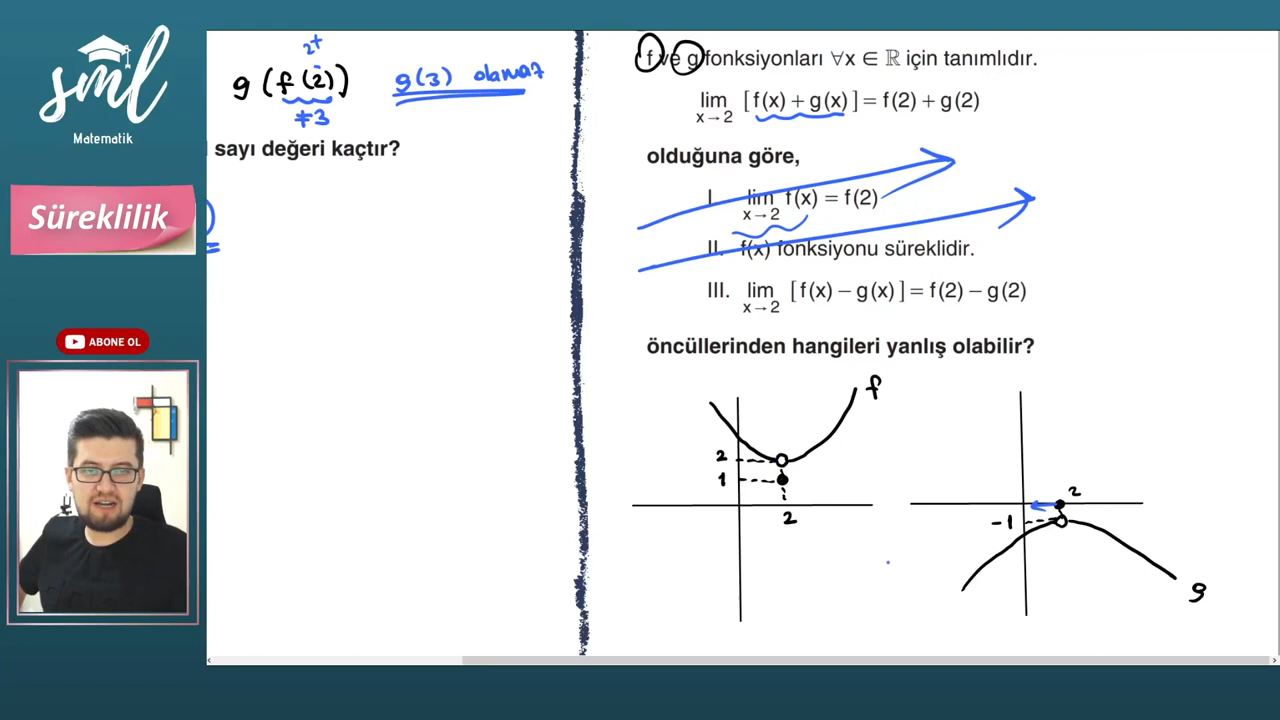 sml
Matematik
Süreklilik
ABONE OL
2+
g (f (2))
≠3
g(3) olamaz
sayı değeri kaçtır?
f ve g fonksiyonları ∀x ∈ ℝ için tanımlıdır.
lim x→2 [f(x) + g(x)] = f(2) + g(2)
olduğuna göre,
I. lim x→2 f(x) = f(2)
II. f(x) fonksiyonu süreklidir.
III. lim x→2 [f(x) − g(x)] = f(2) − g(2)
öncüllerinden hangileri yanlış olabilir?
f
2
1
2
2
-1
g